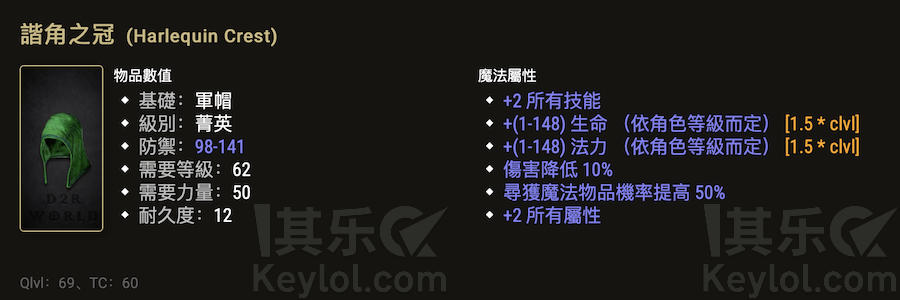 諧角之冠 (Harlequin Crest)
物品數值
基礎：軍帽
級別：菁英
防禦：98-141
需要等級：62
需要力量：50
耐久度：12
魔法屬性
+2 所有技能
+(1-148) 生命 （依角色等級而定） [1.5 * clvl]
+(1-148) 法力 （依角色等級而定） [1.5 * clvl]
傷害降低 10%
尋獲魔法物品機率提高 50%
+2 所有屬性
D2R
WORLD
其乐
Keylol.com
其乐
Keylol.com
Qlvl：69、TC：60